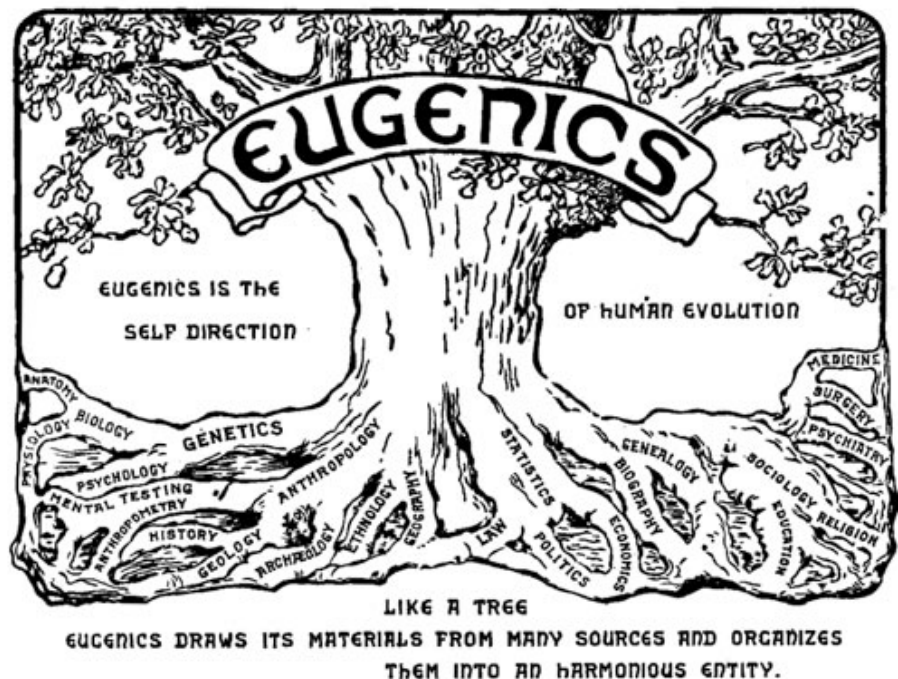 EUGENICS
EUGENICS IS THE
SELF DIRECTION
OF HUMAN EVOLUTION
ANATOMY
PHYSIOLOGY
BIOLOGY
GENETICS
PSYCHOLOGY
MENTAL TESTING
ANTHROPOMETRY
HISTORY
GEOLOGY
ANTHROPOLOGY
ARCHÆOLOGY
ETHNOLOGY
GEOGRAPHY
LAW
STATISTICS
POLITICS
ECONOMICS
BIOGRAPHY
GENEALOGY
SOCIOLOGY
EDUCATION
RELIGION
PSYCHIATRY
SURGERY
MEDICINE
LIKE A TREE
EUGENICS DRAWS ITS MATERIALS FROM MANY SOURCES AND ORGANIZES
THEM INTO AN HARMONIOUS ENTITY.